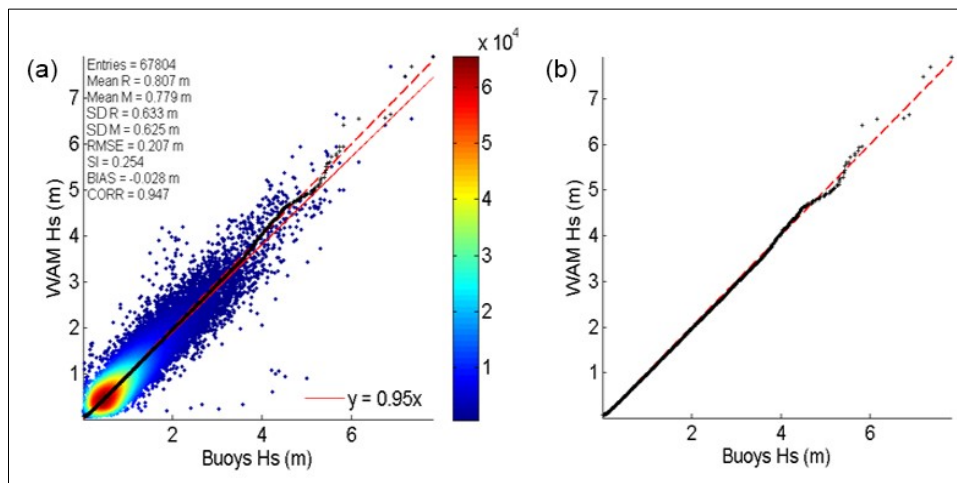 (a)
Entries = 67804
Mean R = 0.807 m
Mean M = 0.779 m
SD R = 0.633 m
SD M = 0.625 m
RMSE = 0.207 m
SI = 0.254
BIAS = -0.028 m
CORR = 0.947
7
6
5
4
3
2
1
WAM Hs (m)
2
4
6
Buoys Hs (m)
y = 0.95x
x 10⁴
6
5
4
3
2
1
(b)
7
6
5
4
3
2
1
WAM Hs (m)
2
4
6
Buoys Hs (m)